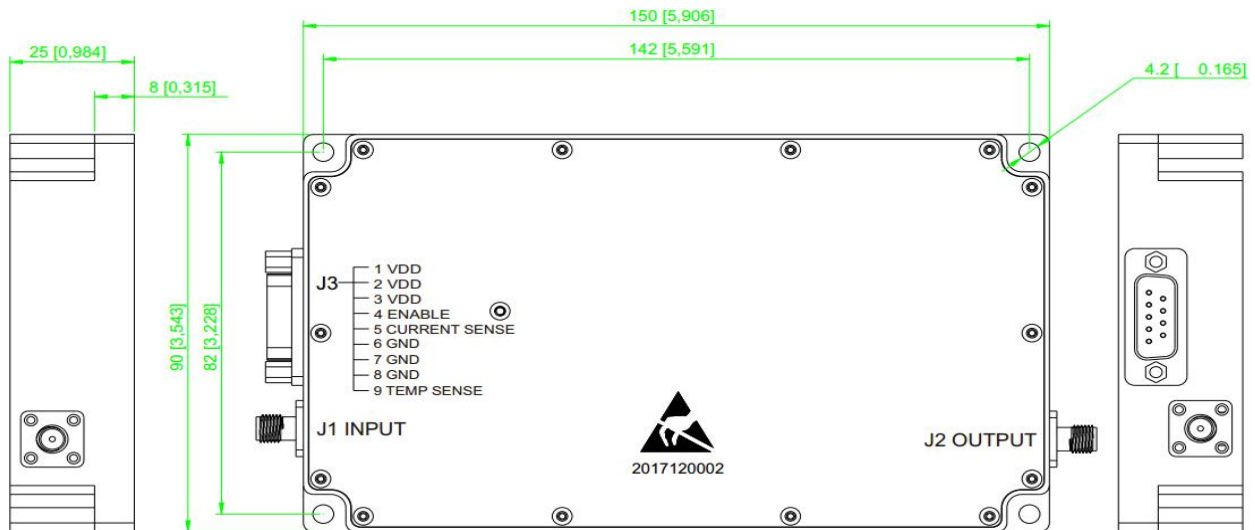 150 [5,906]
25 [0,984]
142 [5,591]
4.2 [ 0.165]
8 [0,315]
90 [3,543]
82 [3,228]
J3
1 VDD
2 VDD
3 VDD
4 ENABLE
5 CURRENT SENSE
6 GND
7 GND
8 GND
9 TEMP SENSE
J1 INPUT
J2 OUTPUT
2017120002